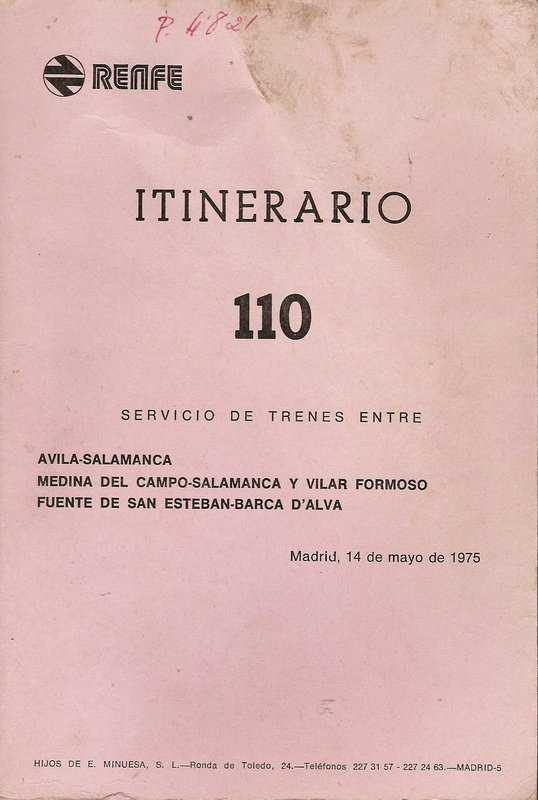 P. 4821
RENFE
ITINERARIO
110
SERVICIO DE TRENES ENTRE
AVILA-SALAMANCA
MEDINA DEL CAMPO-SALAMANCA Y VILAR FORMOSO
FUENTE DE SAN ESTEBAN-BARCA D'ALVA
Madrid, 14 de mayo de 1975
HIJOS DE E. MINUESA, S. L.—Ronda de Toledo, 24.—Teléfonos 227 31 57 - 227 24 63.—MADRID-5